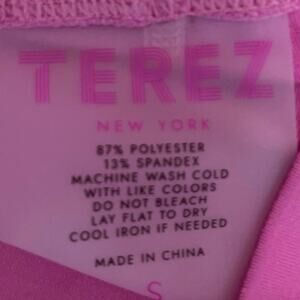 TEREZ
NEW YORK
87% POLYESTER
13% SPANDEX
MACHINE WASH COLD
WITH LIKE COLORS
DO NOT BLEACH
LAY FLAT TO DRY
COOL IRON IF NEEDED
MADE IN CHINA
S